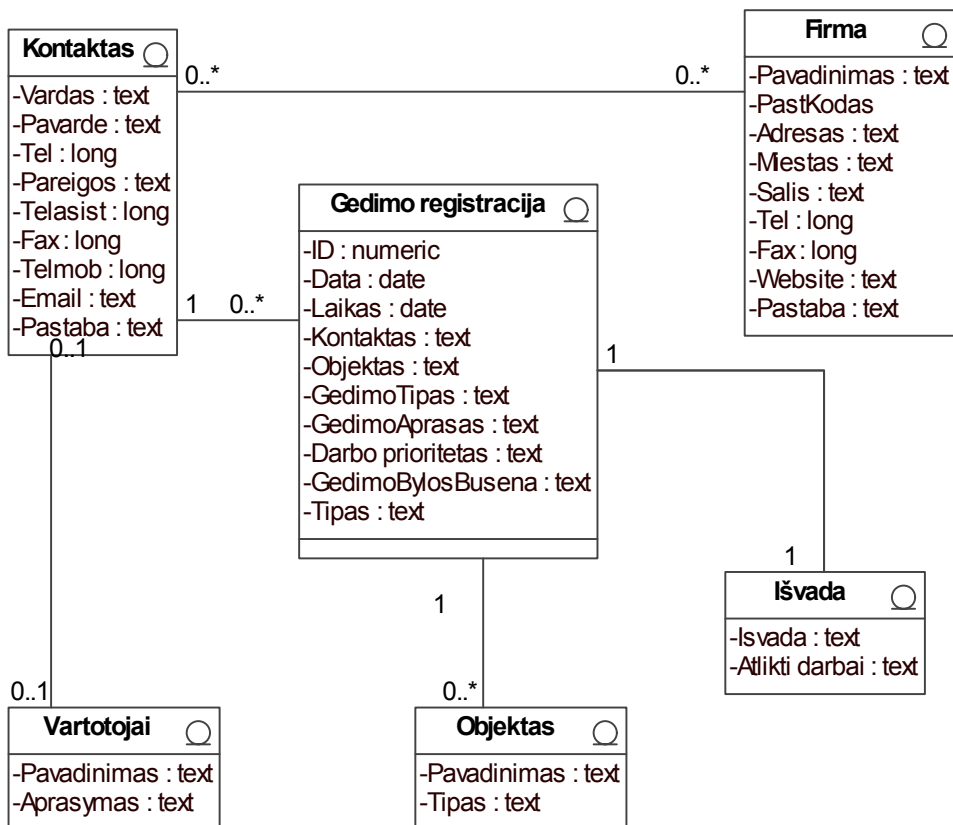 Kontaktas
-Vardas : text
-Pavarde : text
-Tel : long
-Pareigos : text
-Telasist : long
-Fax : long
-Telmob : long
-Email : text
-Pastaba : text
0..*
0..*
Firma
-Pavadinimas : text
-PastKodas
-Adresas : text
-Miestas : text
-Salis : text
-Tel : long
-Fax : long
-Website : text
-Pastaba : text
1
0..*
Gedimo registracija
-ID : numeric
-Data : date
-Laikas : date
-Kontaktas : text
-Objektas : text
-GedimoTipas : text
-GedimoAprasas : text
-Darbo prioritetas : text
-GedimoBylosBusena : text
-Tipas : text
0..1
1
1
1
0..1
0..*
Išvada
-Isvada : text
-Atlikti darbai : text
Vartotojai
-Pavadinimas : text
-Aprasymas : text
Objektas
-Pavadinimas : text
-Tipas : text